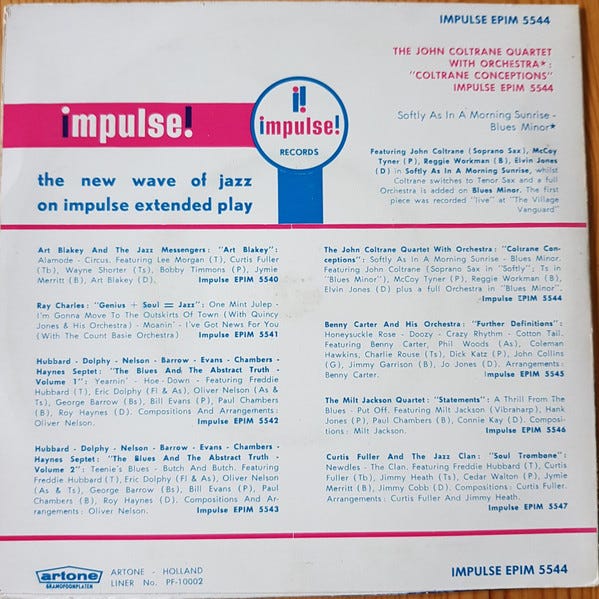 IMPULSE EPIM 5544
THE JOHN COLTRANE QUARTET
WITH ORCHESTRA*:
"COLTRANE CONCEPTIONS"
IMPULSE EPIM 5544
Softly As In A Morning Sunrise -
Blues Minor*
Featuring John Coltrane (Soprano Sax), McCoy
Tyner (P), Reggie Workman (B), Elvin Jones
(D) in Softly As In A Morning Sunrise, whilst
Coltrane switches to Tenor Sax and a full
Orchestra is added on Blues Minor. The first
piece was recorded "live" at "The Village
Vanguard"
impulse!
i!
impulse!
RECORDS
the new wave of jazz
on impulse extended play
Art Blakey And The Jazz Messengers: "Art Blakey":
Alamode - Circus. Featuring Lee Morgan (T), Curtis Fuller
(Tb), Wayne Shorter (Ts), Bobby Timmons (P), Jymie
Merritt (B), Art Blakey (D), Impulse EPIM 5540
Ray Charles: "Genius + Soul = Jazz": One Mint Julep -
I'm Gonna Move To The Outskirts Of Town (With Quincy
Jones & His Orchestra) - Moanin' - I've Got News For You
(With The Count Basie Orchestra) Impulse EPIM 5541
Hubbard - Dolphy - Nelson - Barrow - Evans - Chambers -
Haynes Septet: "The Blues And The Abstract Truth -
Volume 1": Yearnin' - Hoe-Down - Featuring Freddie
Hubbard (T), Eric Dolphy (Fl & As), Oliver Nelson (As &
Ts), George Barrow (Bs), Bill Evans (P), Paul Chambers
(B), Roy Haynes (D). Compositions And Arrangements:
Oliver Nelson. Impulse EPIM 5542
Hubbard - Dolphy - Nelson - Barrow - Evans - Chambers -
Haynes Septet: "The Blues And The Abstract Truth -
Volume 2": Teenie's Blues - Butch And Butch. Featuring
Freddie Hubbard (T), Eric Dolphy (Fl & As), Oliver Nelson
(As & Ts), George Barrow (Bs), Bill Evans (P), Paul
Chambers (B), Roy Haynes (D). Compositions And Ar-
rangements: Oliver Nelson. Impulse EPIM 5543
The John Coltrane Quartet With Orchestra: "Coltrane Con-
ceptions": Softly As In A Morning Sunrise - Blues Minor.
Featuring John Coltrane (Soprano Sax in "Softly"; Ts in
"Blues Minor"), McCoy Tyner (P), Reggie Workman (B),
Elvin Jones (D) plus a full Orchestra in "Blues Minor".
Impulse EPIM 5544
Benny Carter And His Orchestra: "Further Definitions":
Honeysuckle Rose - Doozy - Crazy Rhythm - Cotton Tail.
Featuring Benny Carter, Phil Woods (As), Coleman
Hawkins, Charlie Rouse (Ts), Dick Katz (P), John Collins
(G), Jimmy Garrison (B), Jo Jones (D). Arrangements:
Benny Carter. Impulse EPIM 5545
The Milt Jackson Quartet: "Statements": A Thrill From The
Blues - Put Off. Featuring Milt Jackson (Vibraharp), Hank
Jones (P), Paul Chambers (B), Connie Kay (D). Composi-
tions: Milt Jackson. Impulse EPIM 5546
Curtis Fuller And The Jazz Clan: "Soul Trombone":
Newdles - The Clan. Featuring Freddie Hubbard (T), Curtis
Fuller (Tb), Jimmy Heath (Ts), Cedar Walton (P), Jymie
Merritt (B), Jimmy Cobb (D). Compositions: Curtis Fuller.
Arrangements: Curtis Fuller and Jimmy Heath.
Impulse EPIM 5547
artone
GRAMOFOONPLATEN
ARTONE - HOLLAND
LINER No. PF-10002
IMPULSE EPIM 5544